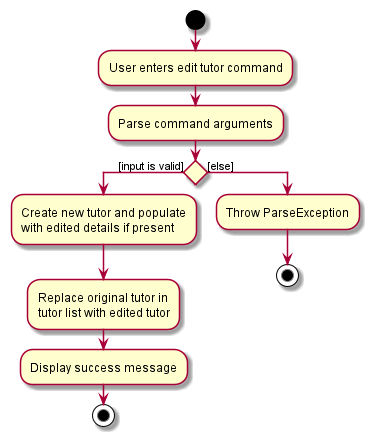 User enters edit tutor command
Parse command arguments
[input is valid]
[else]
Create new tutor and populate
with edited details if present
Throw ParseException
Replace original tutor in
tutor list with edited tutor
Display success message